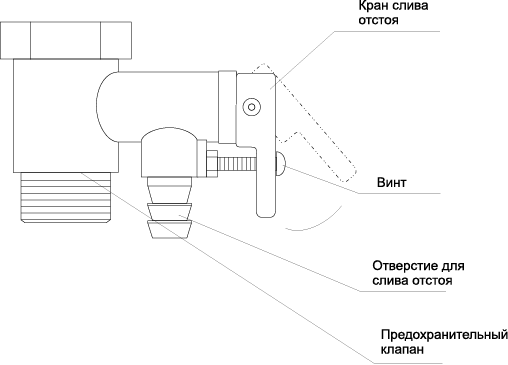 Кран слива
отстоя
Винт
Отверстие для
слива отстоя
Предохранительный
клапан